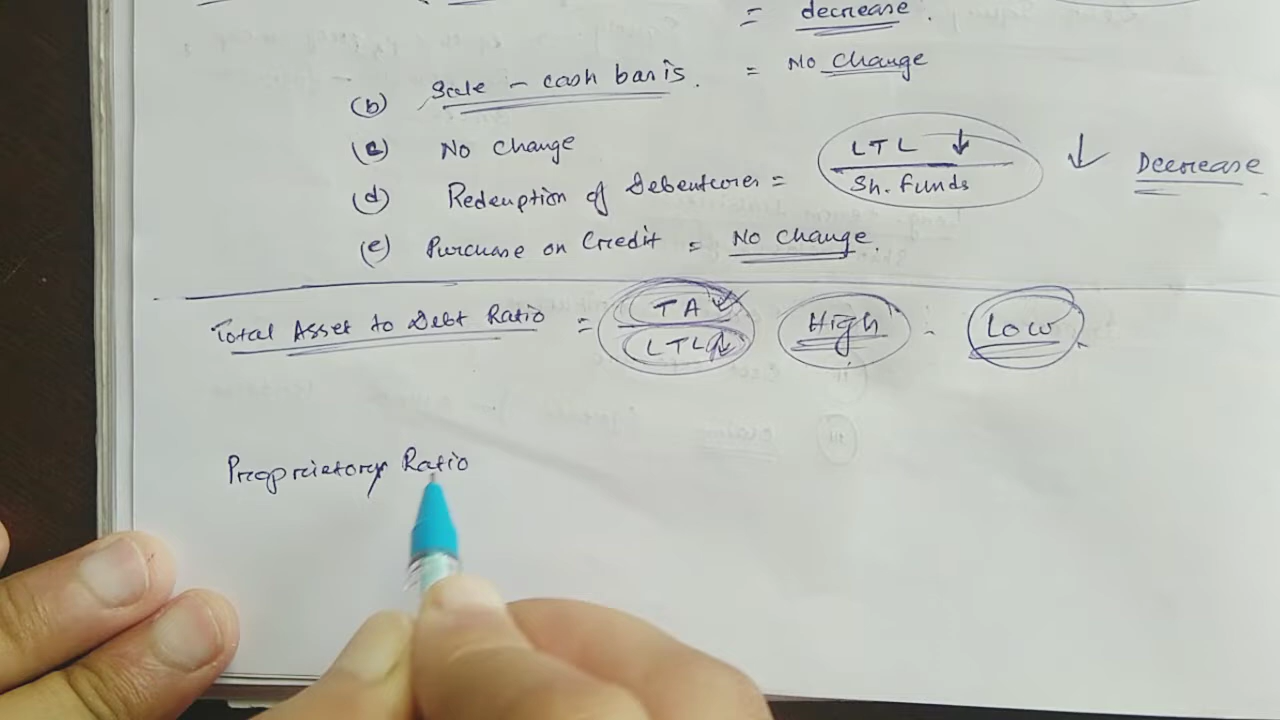 = decrease.
(b) Sale - cash basis. = No Change
(c) No Change
(d) Redemption of Debentures = LTL ↓ / Sh. Funds ↓ Decrease
(e) Purchase on Credit = No Change.
Total Asset to Debt Ratio = TA / LTL High - Low
Proprietory Ratio